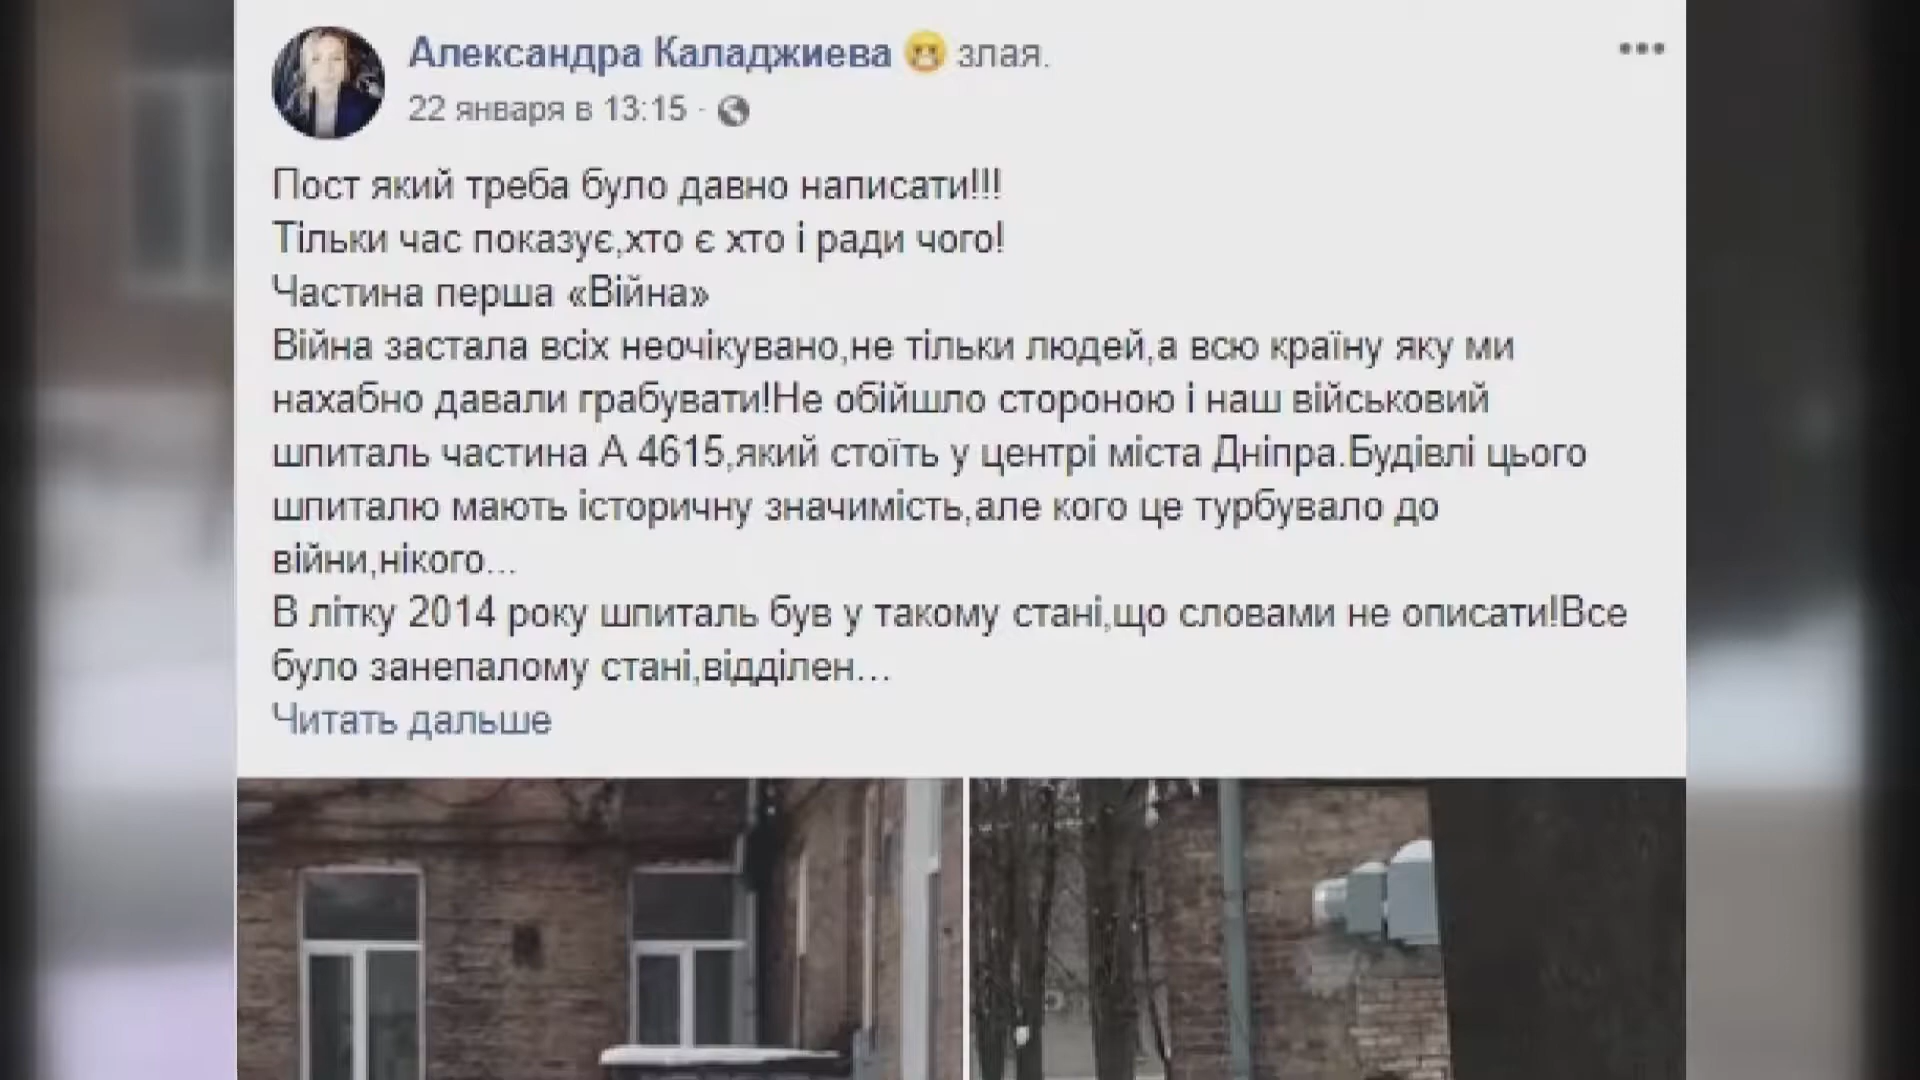 Александра Каладжиева злая.
22 января в 13:15 ·
Пост який треба було давно написати!!!
Тільки час показує,хто є хто і ради чого!
Частина перша «Війна»
Війна застала всіх неочікувано,не тільки людей,а всю країну яку ми
нахабно давали грабувати!Не обійшло стороною і наш військовий
шпиталь частина А 4615,який стоїть у центрі міста Дніпра.Будівлі цього
шпиталю мають історичну значимість,але кого це турбувало до
війни,нікого...
В літку 2014 року шпиталь був у такому стані,що словами не описати!Все
було занепалому стані,відділен...
Читать дальше